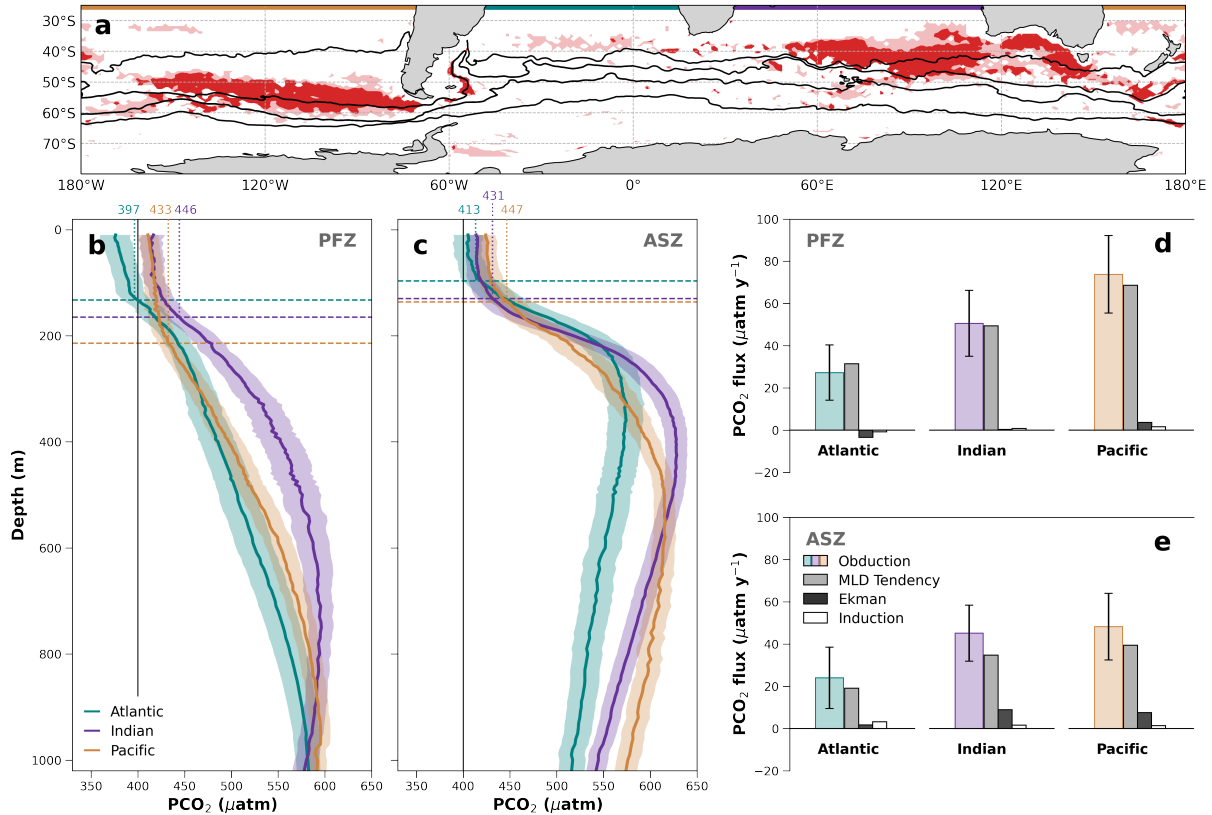 a
30°S
40°S
50°S
60°S
70°S
180°W 120°W 60°W 0° 60°E 120°E 180°E
397 433 446
b PFZ
0
200
400
600
800
1000
Depth (m)
Atlantic
Indian
Pacific
350 400 450 500 550 600 650
PCO₂ (μatm)
413 431 447
c ASZ
350 400 450 500 550 600 650
PCO₂ (μatm)
PFZ d
100
80
60
40
20
0
−20
PCO₂ flux (μatm y⁻¹)
Atlantic Indian Pacific
ASZ e
Obduction
MLD Tendency
Ekman
Induction
100
80
60
40
20
0
−20
PCO₂ flux (μatm y⁻¹)
Atlantic Indian Pacific